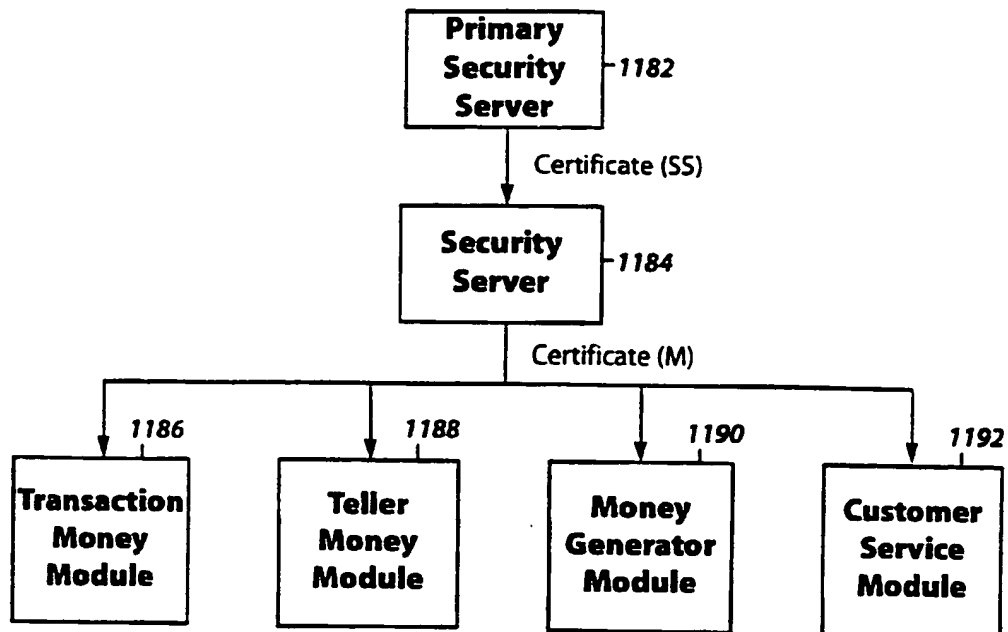 Primary
Security
Server
1182
Certificate (SS)
Security
Server
1184
Certificate (M)
1186
Transaction
Money
Module
1188
Teller
Money
Module
1190
Money
Generator
Module
1192
Customer
Service
Module